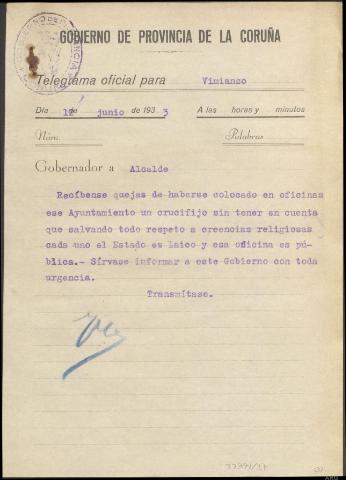 GOBIERNO DE PROVINCIA DE LA CORUÑA
Telegrama oficial para Vimianzo
Día 12 junio de 1933 A las horas y minutos
Núm. Palabras
Gobernador a Alcalde
Recíbense quejas de haberse colocado en oficinas
ese Ayuntamiento un crucifijo sin tener en cuenta
que salvando todo respeto a creencias religiosas
cada uno el Estado es Laico y esa oficina es pú-
blica.- Sírvase informar a este Gobierno con toda
urgencia.
Transmítase.